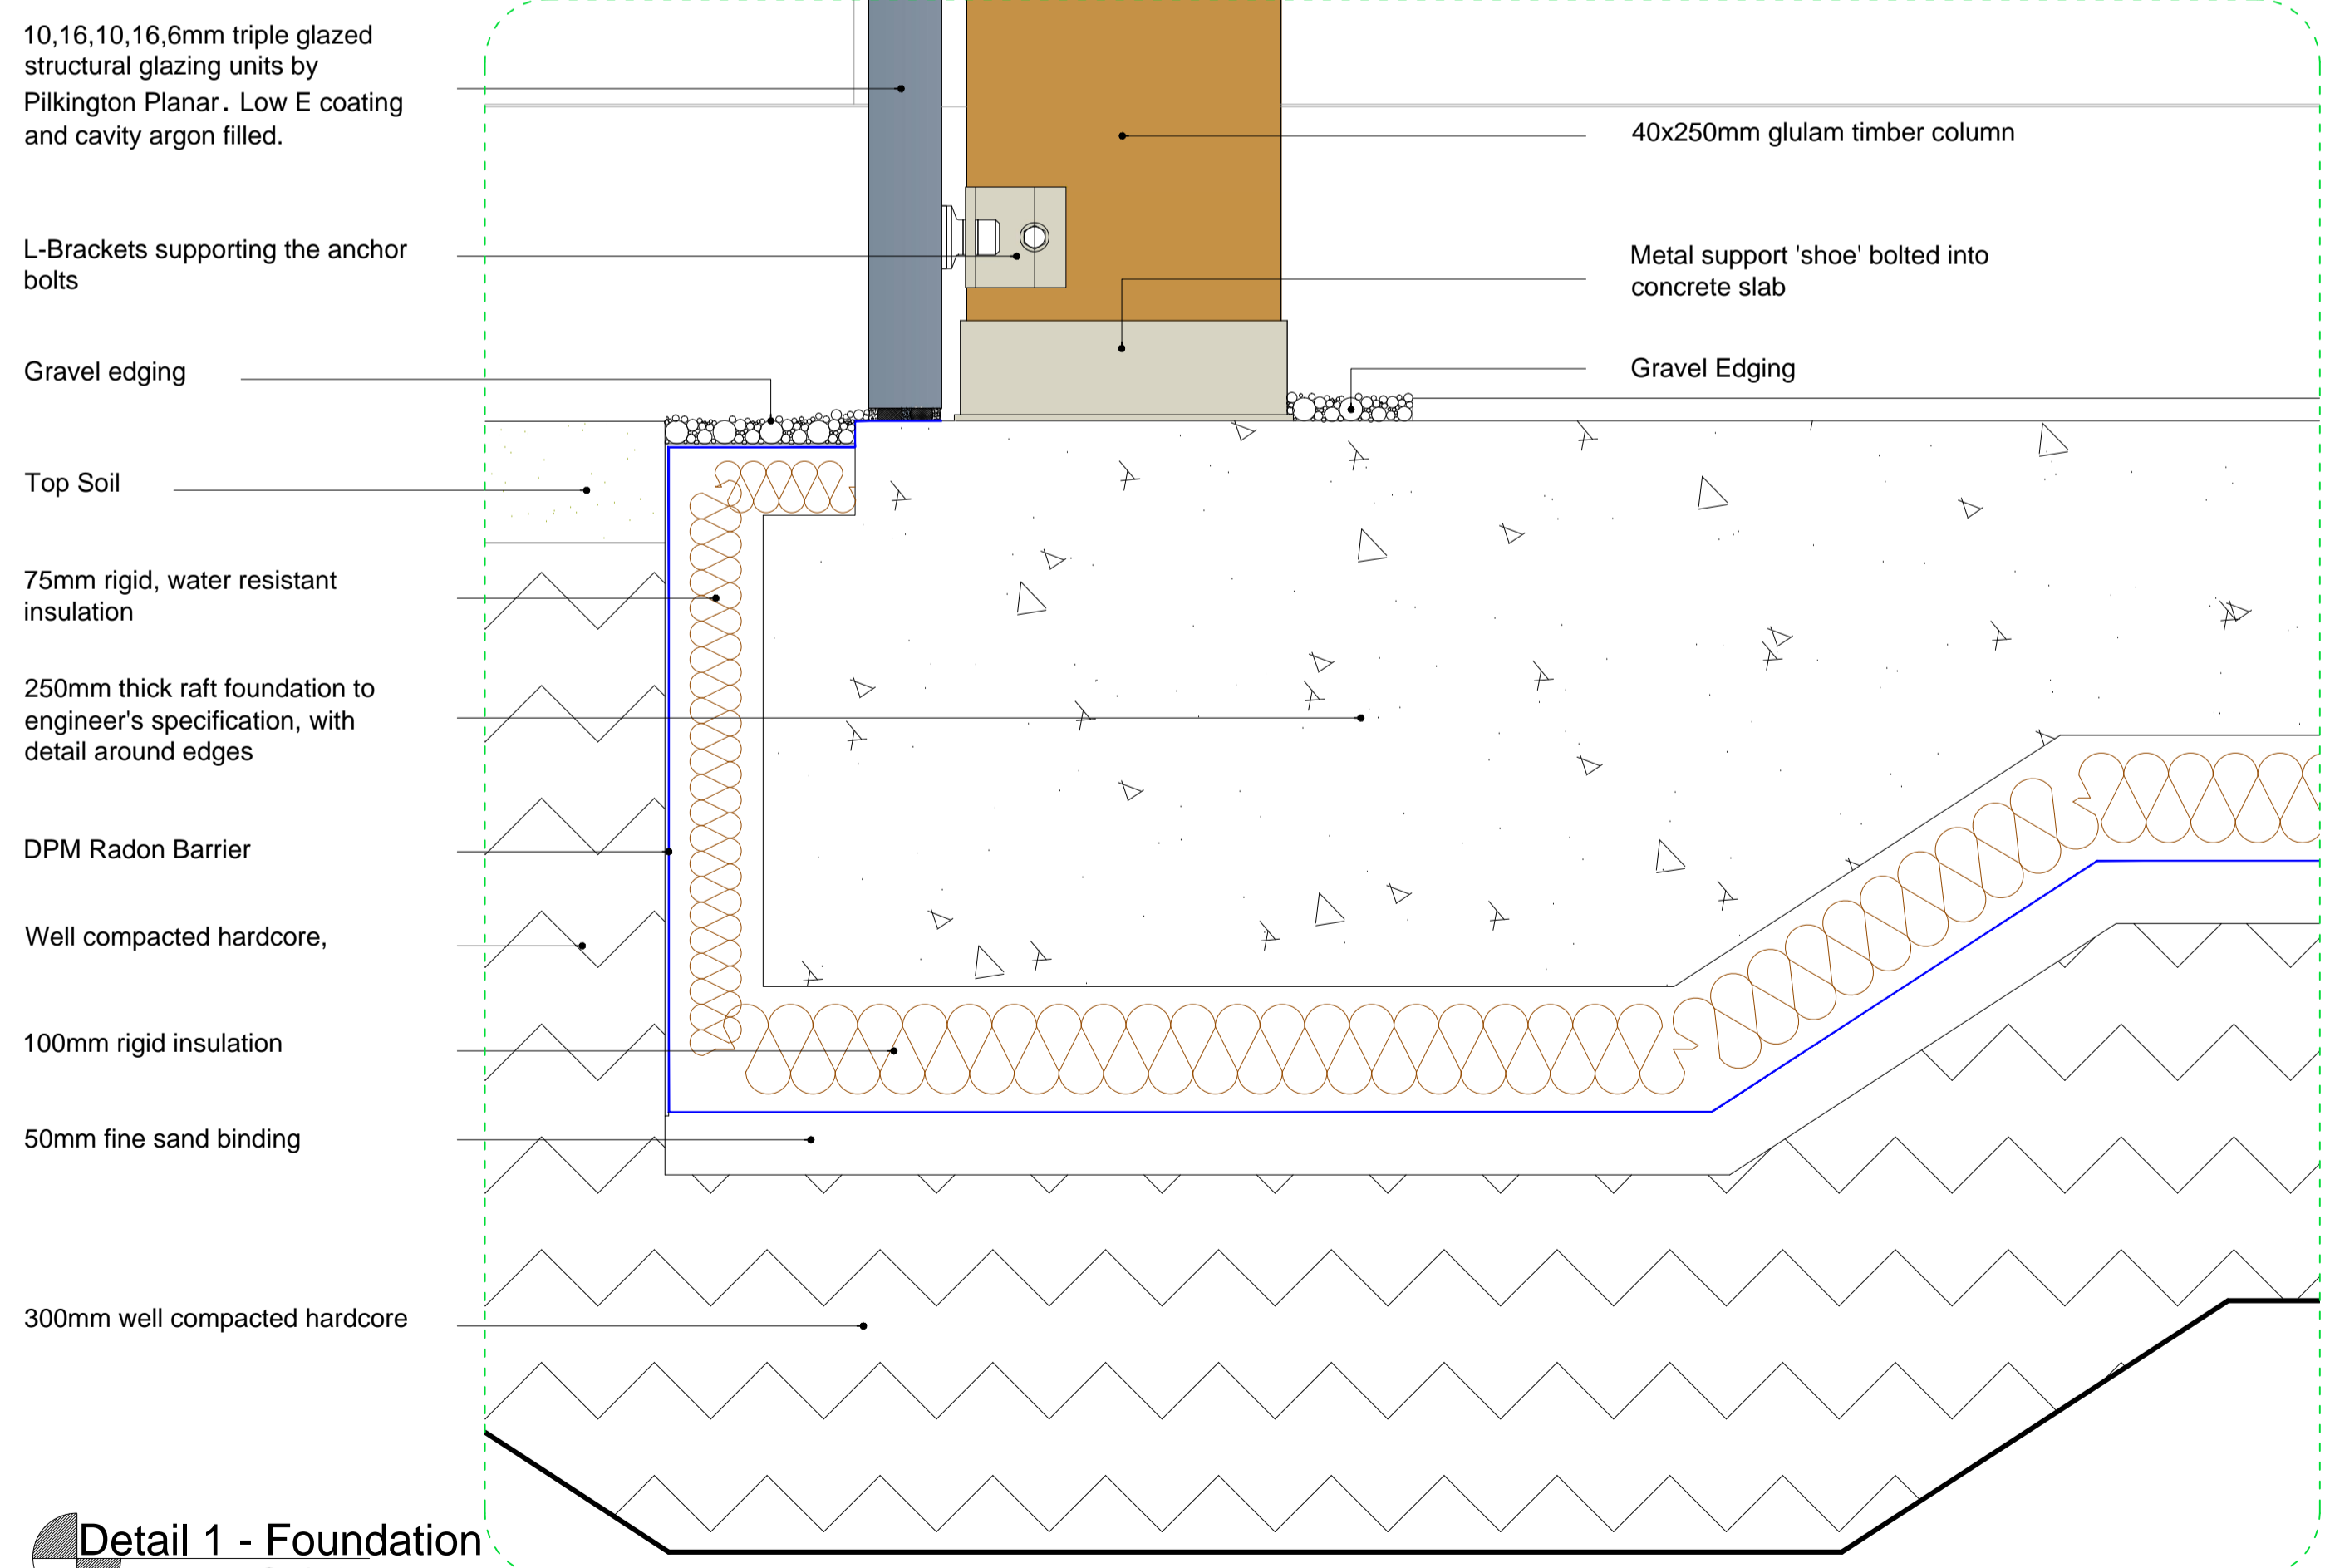 10,16,10,16,6mm triple glazed
structural glazing units by
Pilkington Planar. Low E coating
and cavity argon filled.
40x250mm glulam timber column
L-Brackets supporting the anchor
bolts
Metal support 'shoe' bolted into
concrete slab
Gravel edging
Gravel Edging
Top Soil
75mm rigid, water resistant
insulation
250mm thick raft foundation to
engineer's specification, with
detail around edges
DPM Radon Barrier
Well compacted hardcore,
100mm rigid insulation
50mm fine sand binding
300mm well compacted hardcore
Detail 1 - Foundation